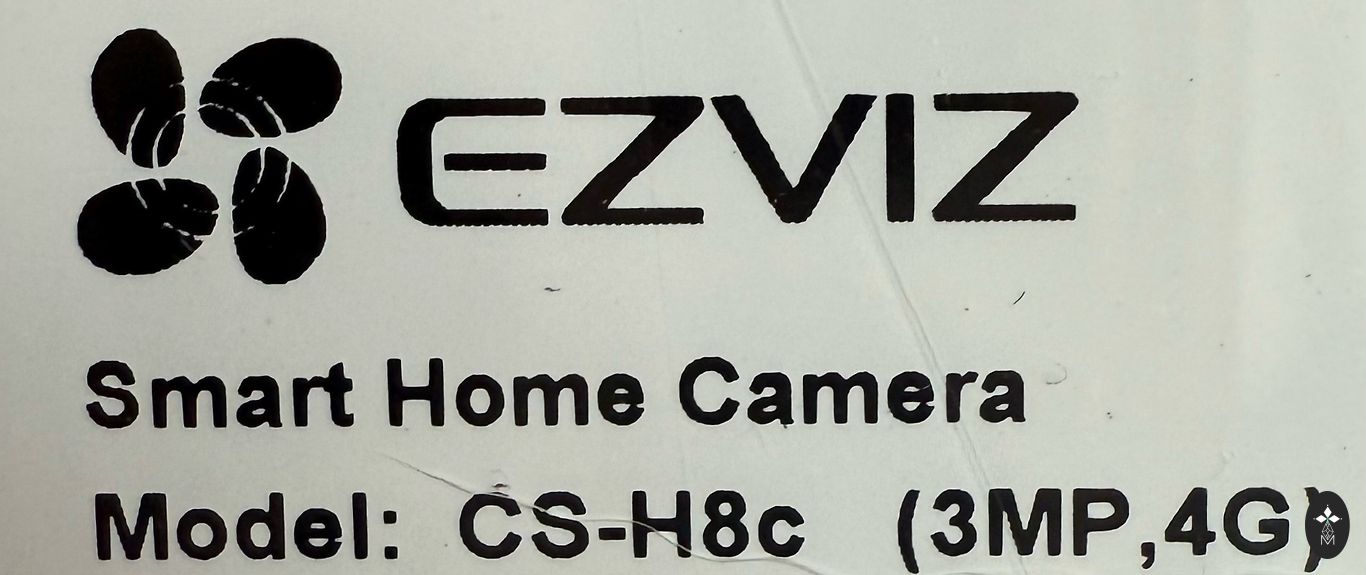 EZVIZ
Smart Home Camera
Model: CS-H8c (3MP,4G)